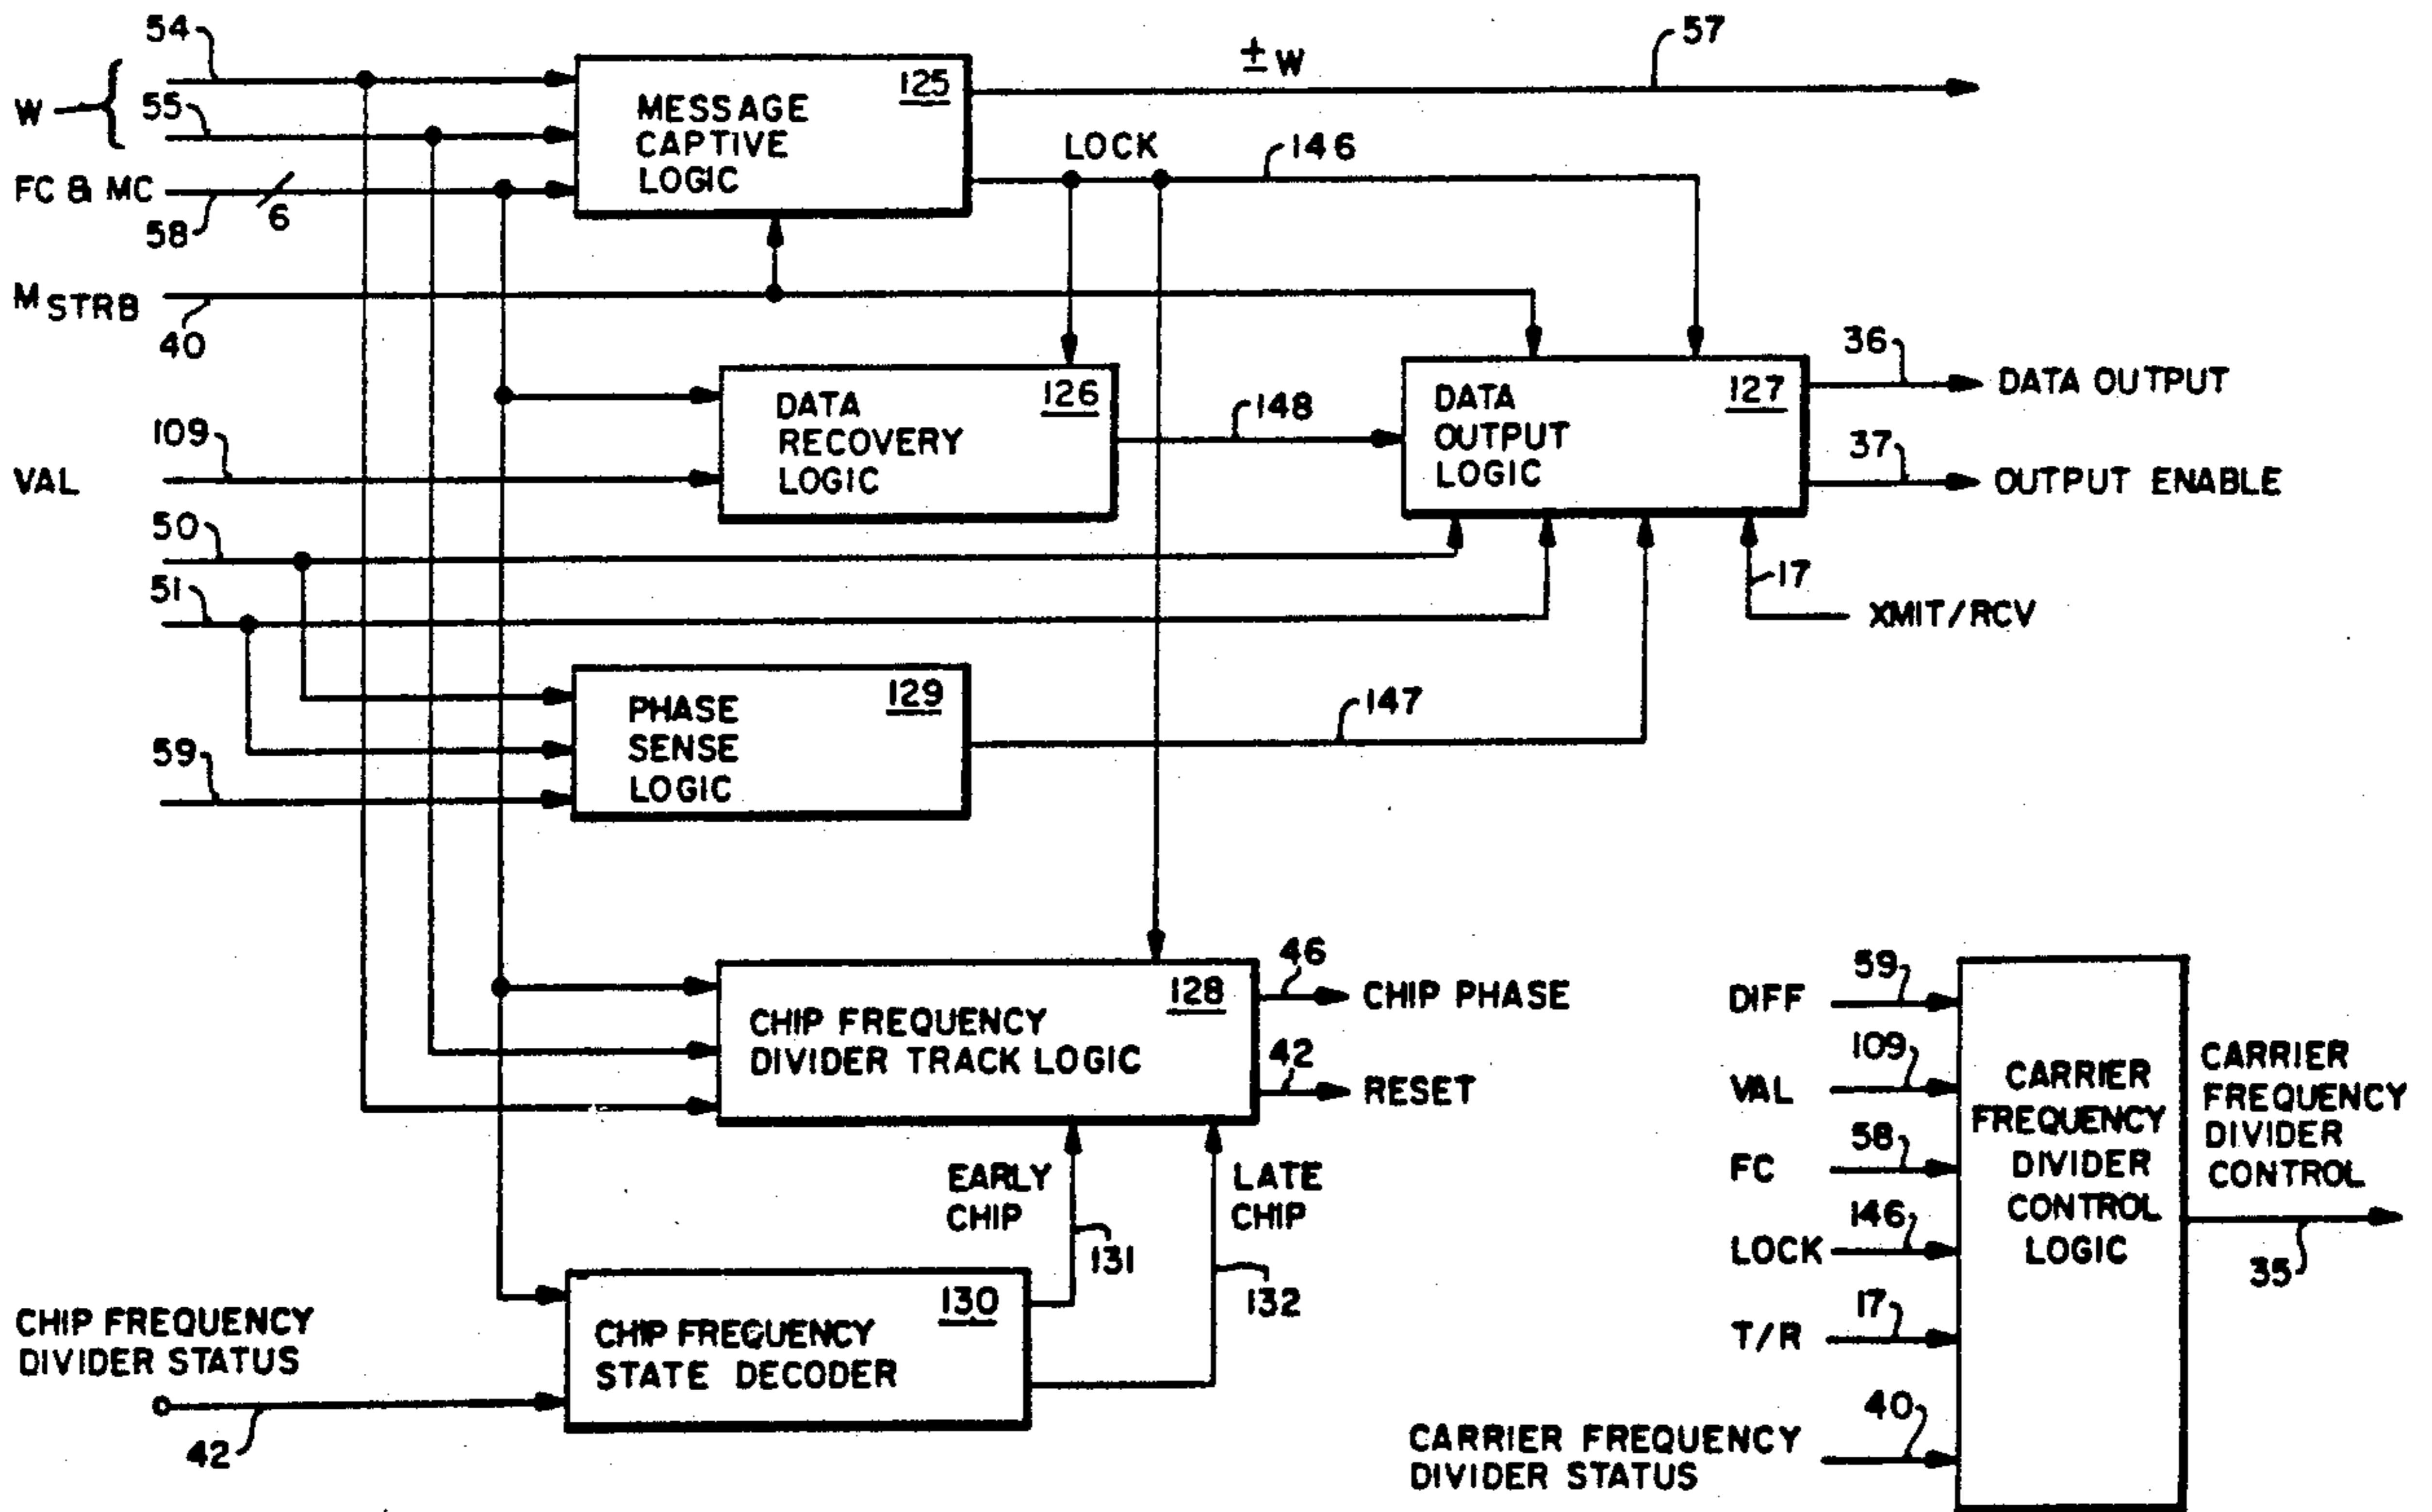 54
57
± W
W
125
MESSAGE
CAPTIVE
LOGIC
55
LOCK
146
FC & MC
6
58
M STRB
40
36
DATA OUTPUT
126
DATA
RECOVERY
LOGIC
127
DATA
OUTPUT
LOGIC
148
109
37
VAL
OUTPUT ENABLE
50
51
17
XMIT/RCV
129
PHASE
SENSE
LOGIC
147
59
46
CHIP PHASE
128
CHIP FREQUENCY
DIVIDER TRACK LOGIC
42
RESET
EARLY
CHIP
LATE
CHIP
131
132
130
CHIP FREQUENCY
STATE DECODER
CHIP FREQUENCY
DIVIDER STATUS
42
59
DIFF
109
VAL
58
FC
146
LOCK
17
T/R
40
CARRIER FREQUENCY
DIVIDER STATUS
CARRIER
FREQUENCY
DIVIDER
CONTROL
LOGIC
CARRIER
FREQUENCY
DIVIDER
CONTROL
35